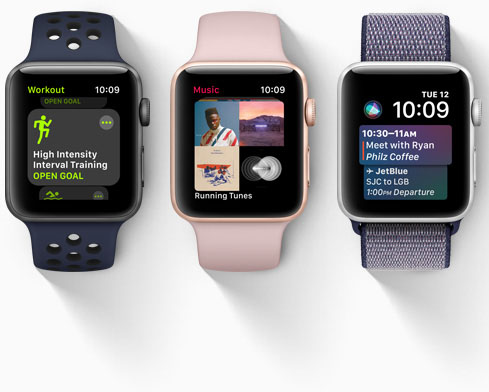 Workout 10:09
OPEN GOAL
High Intensity
Interval Training
OPEN GOAL
Music 10:09
Running Tunes
TUE 12
10:09
10:30–11AM
Meet with Ryan
Philz Coffee
JetBlue
SJC to LGB
1:00PM Departure